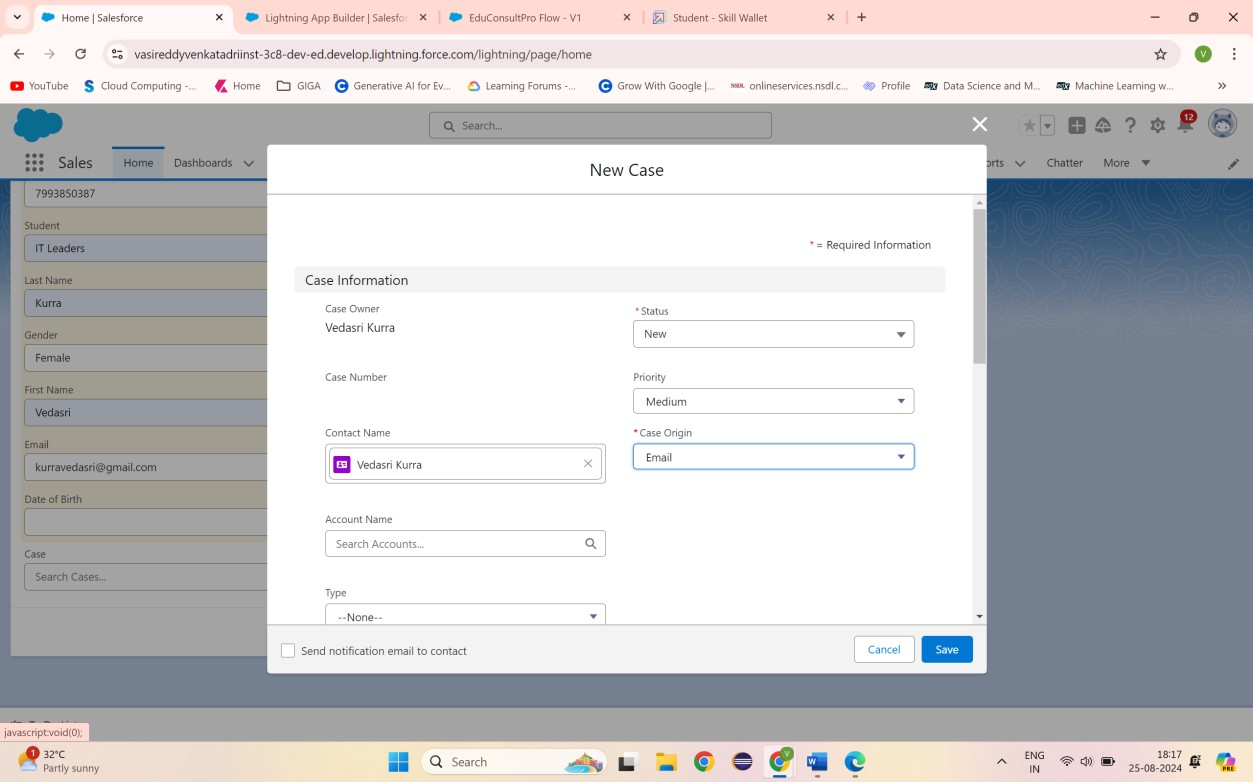 Home | Salesforce
Lightning App Builder | Salesfor
EduConsultPro Flow - V1
Student - Skill Wallet
vasireddyvenkatadriinst-3c8-dev-ed.develop.lightning.force.com/lightning/page/home
V
YouTube
Cloud Computing -...
Home
GIGA
Generative AI for Ev...
Learning Forums -...
Grow With Google |...
NSDL onlineservices.nsdl.c...
Profile
Data Science and M...
Machine Learning w...
Search...
12
Sales
Home
Dashboards
orts
Chatter
More
7993850387
Student
IT Leaders
Last Name
Kurra
Gender
Female
First Name
Vedasri
Email
kurravedasri@gmail.com
Date of Birth
Case
Search Cases...
New Case
* = Required Information
Case Information
Case Owner
Vedasri Kurra
* Status
New
Case Number
Priority
Medium
Contact Name
Vedasri Kurra
* Case Origin
Email
Account Name
Search Accounts...
Type
--None--
Send notification email to contact
Cancel
Save
javascript:void(0);
1
32°C
Partly sunny
Search
V
W
ENG
IN
18:17
25-08-2024
PRE